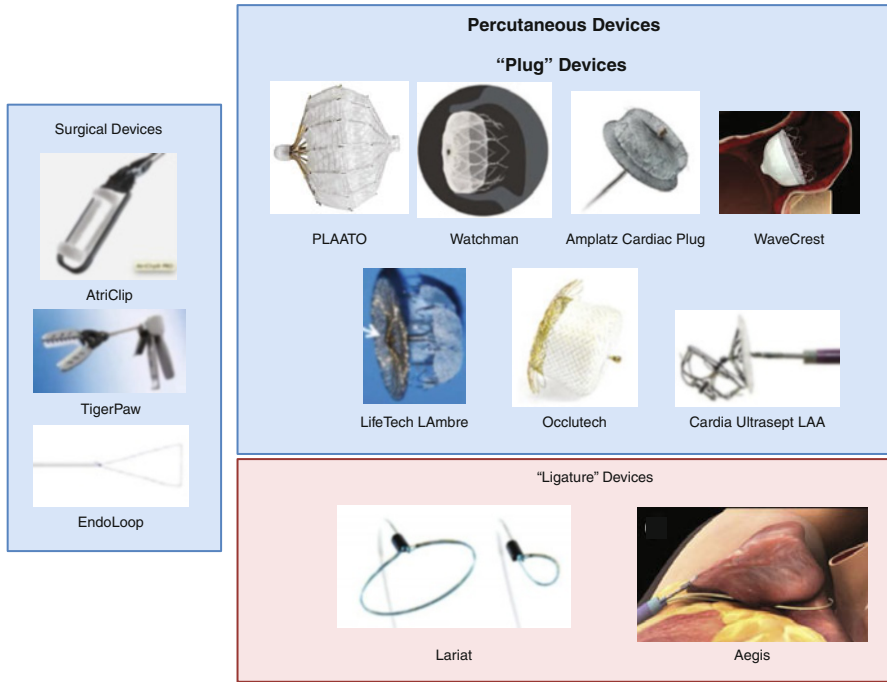 Percutaneous Devices
“Plug” Devices
PLAATO
Watchman
Amplatz Cardiac Plug
WaveCrest
LifeTech LAmbre
Occlutech
Cardia Ultrasept LAA
Surgical Devices
AtriClip
TigerPaw
EndoLoop
“Ligature” Devices
Lariat
Aegis